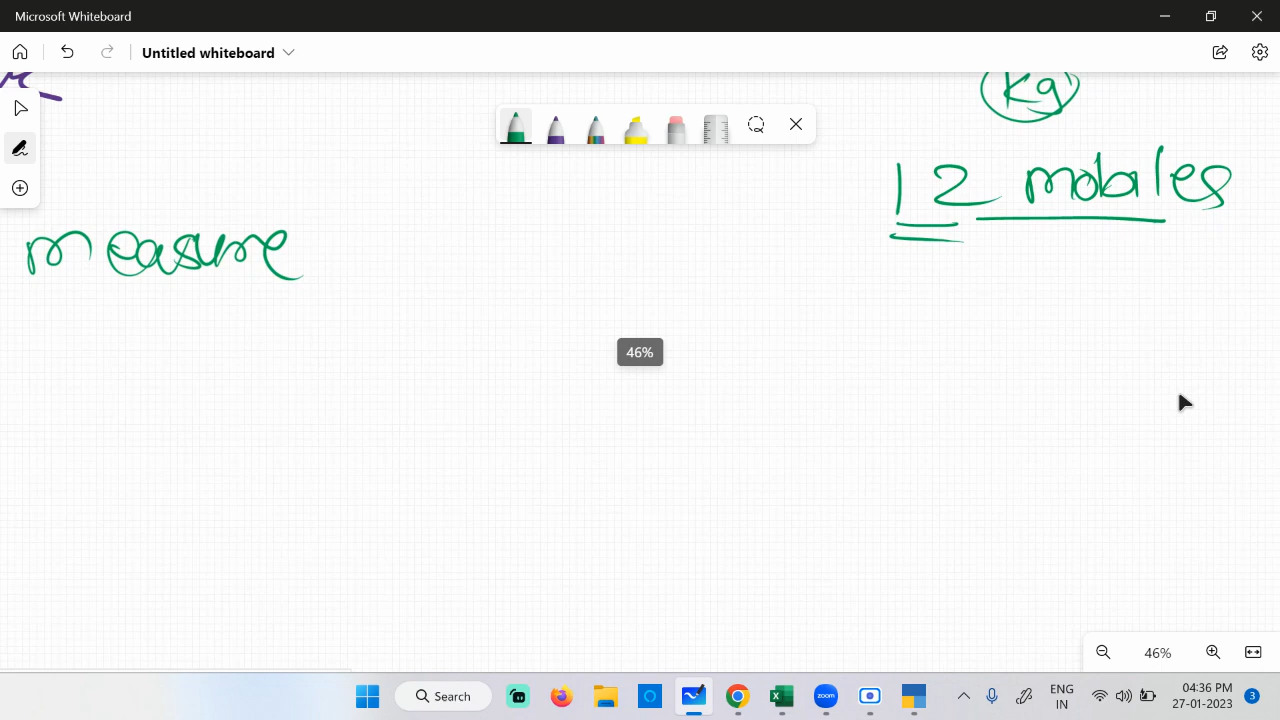 Microsoft Whiteboard
Untitled whiteboard
kg
12 mobales
measure
46%
46%
Search
zoom
ENG
IN
04:36 PM
27-01-2023
3